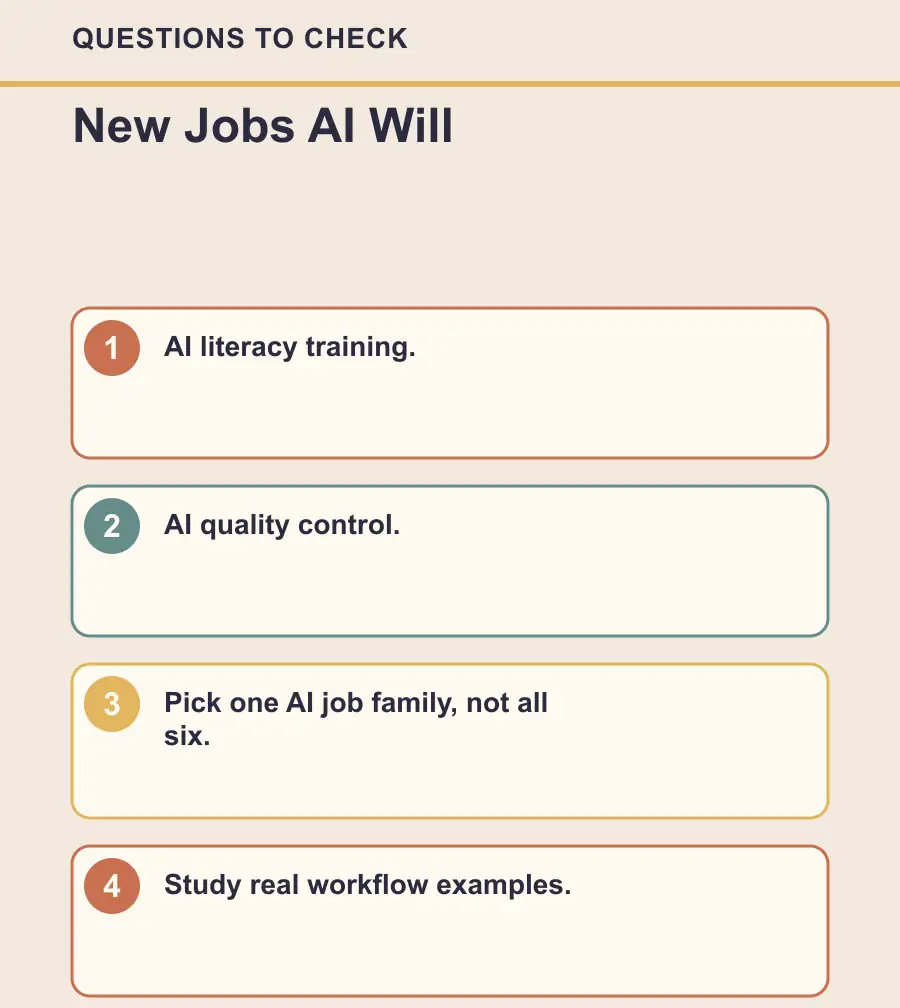 QUESTIONS TO CHECK
New Jobs AI Will
1
AI literacy training.
2
AI quality control.
3
Pick one AI job family, not all
six.
4
Study real workflow examples.